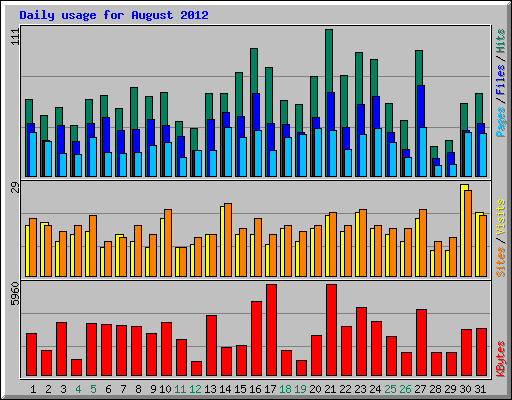 Daily usage for August 2012
111
Pages / Files / Hits
29
Sites / Visits
5960
KBytes
1 2 3 4 5 6 7 8 9 10 11 12 13 14 15 16 17 18 19 20 21 22 23 24 25 26 27 28 29 30 31